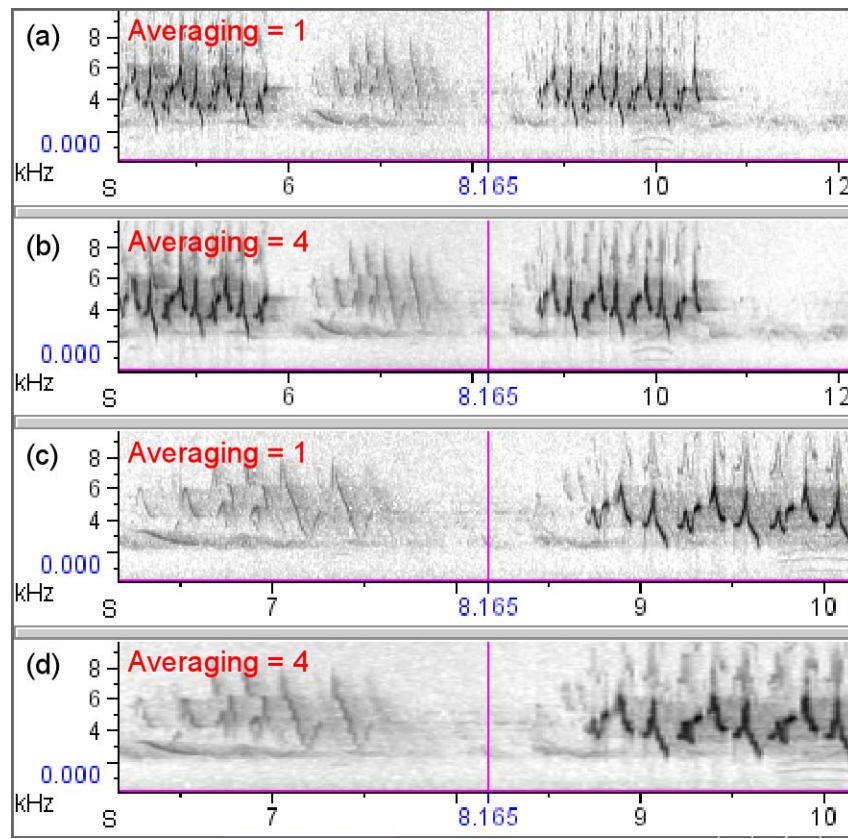 (a) Averaging = 1
8
6
4
0.000
kHz
S 6 8.165 10 12
(b) Averaging = 4
8
6
4
0.000
kHz
S 6 8.165 10 12
(c) Averaging = 1
8
6
4
0.000
kHz
S 7 8.165 9 10
(d) Averaging = 4
8
6
4
0.000
kHz
S 7 8.165 9 10